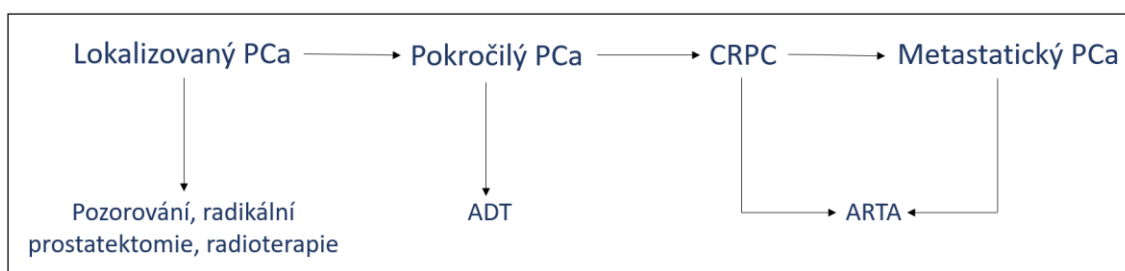 Lokalizovaný PCa
Pokročilý PCa
CRPC
Metastatický PCa
Pozorování, radikální
prostatektomie, radioterapie
ADT
ARTA